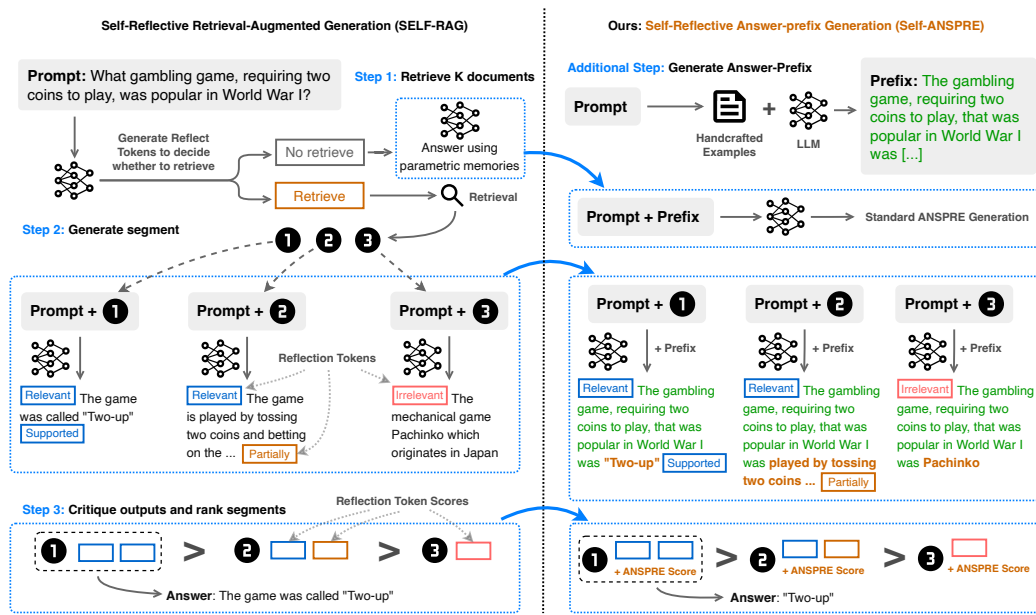 Self-Reflective Retrieval-Augmented Generation (SELF-RAG)
Prompt: What gambling game, requiring two
coins to play, was popular in World War I?
Step 1: Retrieve K documents
Generate Reflect
Tokens to decide
whether to retrieve
No retrieve
Retrieve
Answer using
parametric memories
Retrieval
Step 2: Generate segment
1 2 3
Prompt + 1
Prompt + 2
Prompt + 3
Reflection Tokens
Relevant The game
was called "Two-up"
Supported
Relevant The game
is played by tossing
two coins and betting
on the ... Partially
Irrelevant The
mechanical game
Pachinko which
originates in Japan
Step 3: Critique outputs and rank segments
Reflection Token Scores
1 > 2 > 3
Answer: The game was called "Two-up"
Ours: Self-Reflective Answer-prefix Generation (Self-ANSPRE)
Additional Step: Generate Answer-Prefix
Prompt
+
Handcrafted
Examples
LLM
Prefix: The gambling
game, requiring two
coins to play, that was
popular in World War I
was [...]
Prompt + Prefix
Standard ANSPRE Generation
Prompt + 1
Prompt + 2
Prompt + 3
+ Prefix
+ Prefix
+ Prefix
Relevant The gambling
game, requiring two
coins to play, that was
popular in World War I
was "Two-up" Supported
Relevant The gambling
game, requiring two
coins to play, that was
popular in World War I
was played by tossing
two coins ... Partially
Irrelevant The gambling
game, requiring two
coins to play, that was
popular in World War I
was Pachinko
1 > 2 > 3
+ ANSPRE Score
+ ANSPRE Score
+ ANSPRE Score
Answer: "Two-up"